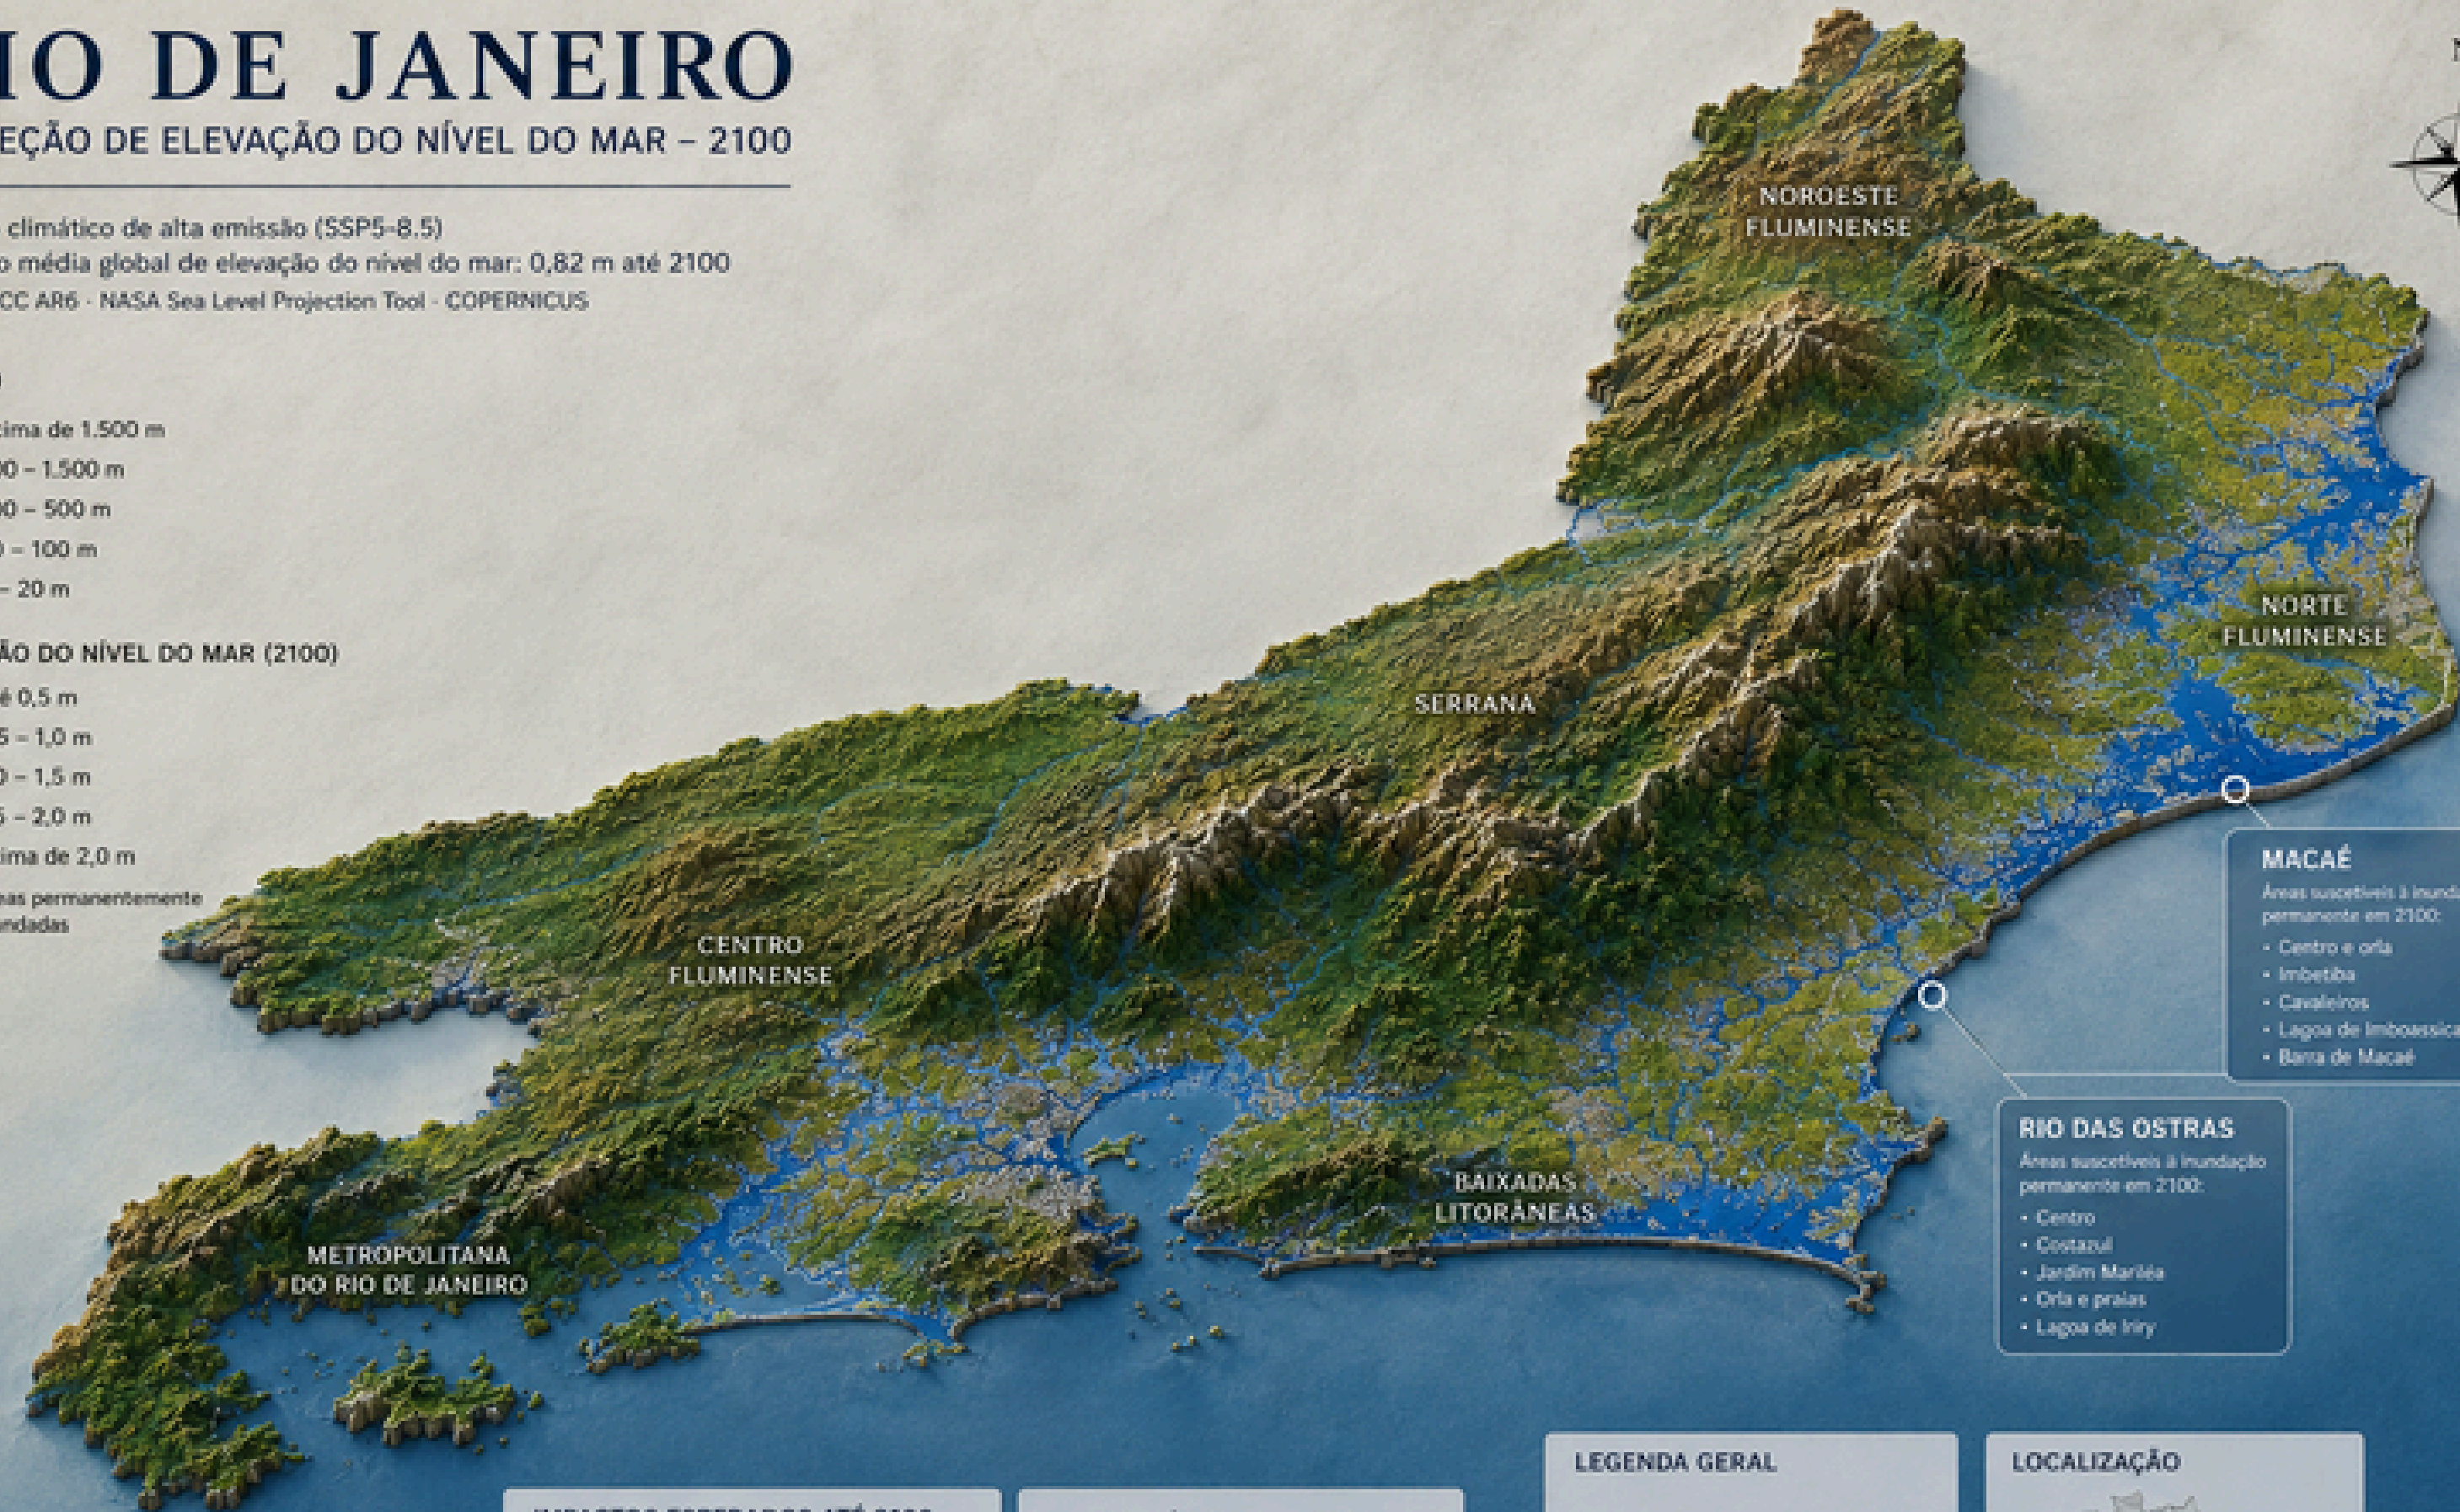 IO DE JANEIRO
EÇÃO DE ELEVAÇÃO DO NÍVEL DO MAR – 2100
climático de alta emissão (SSP5-8.5)
o média global de elevação do nível do mar: 0,82 m até 2100
CC AR6 · NASA Sea Level Projection Tool · COPERNICUS
ima de 1.500 m
00 – 1.500 m
00 – 500 m
0 – 100 m
– 20 m
ÃO DO NÍVEL DO MAR (2100)
é 0,5 m
5 – 1,0 m
0 – 1,5 m
5 – 2,0 m
ima de 2,0 m
eas permanentemente
undadas
NOROESTE
FLUMINENSE
NORTE
FLUMINENSE
SERRANA
CENTRO
FLUMINENSE
METROPOLITANA
DO RIO DE JANEIRO
BAIXADAS
LITORÂNEAS
MACAÉ
Áreas suscetíveis à inund
permanente em 2100:
• Centro e orla
• Imbetiba
• Cavaleiros
• Lagoa de Imboassica
• Barra de Macaé
RIO DAS OSTRAS
Áreas suscetíveis à inundação
permanente em 2100:
• Centro
• Costazul
• Jardim Mariléa
• Orla e praias
• Lagoa de Iriry
LEGENDA GERAL
LOCALIZAÇÃO